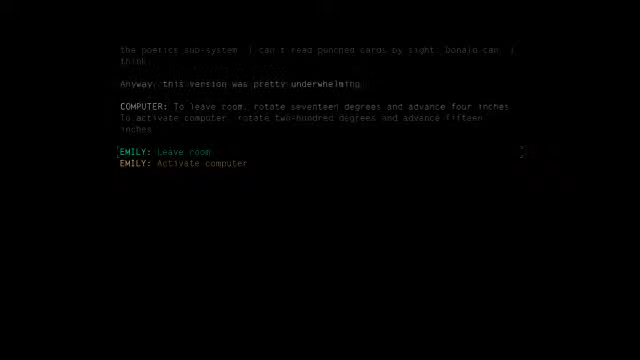 the poetics sub-system. I can't read punched cards by sight. Donald can, I
think.
Anyway, this version was pretty underwhelming.
COMPUTER: To leave room, rotate seventeen degrees and advance four inches.
To activate computer, rotate two-hundred degrees and advance fifteen
inches.
EMILY: Leave room
EMILY: Activate computer